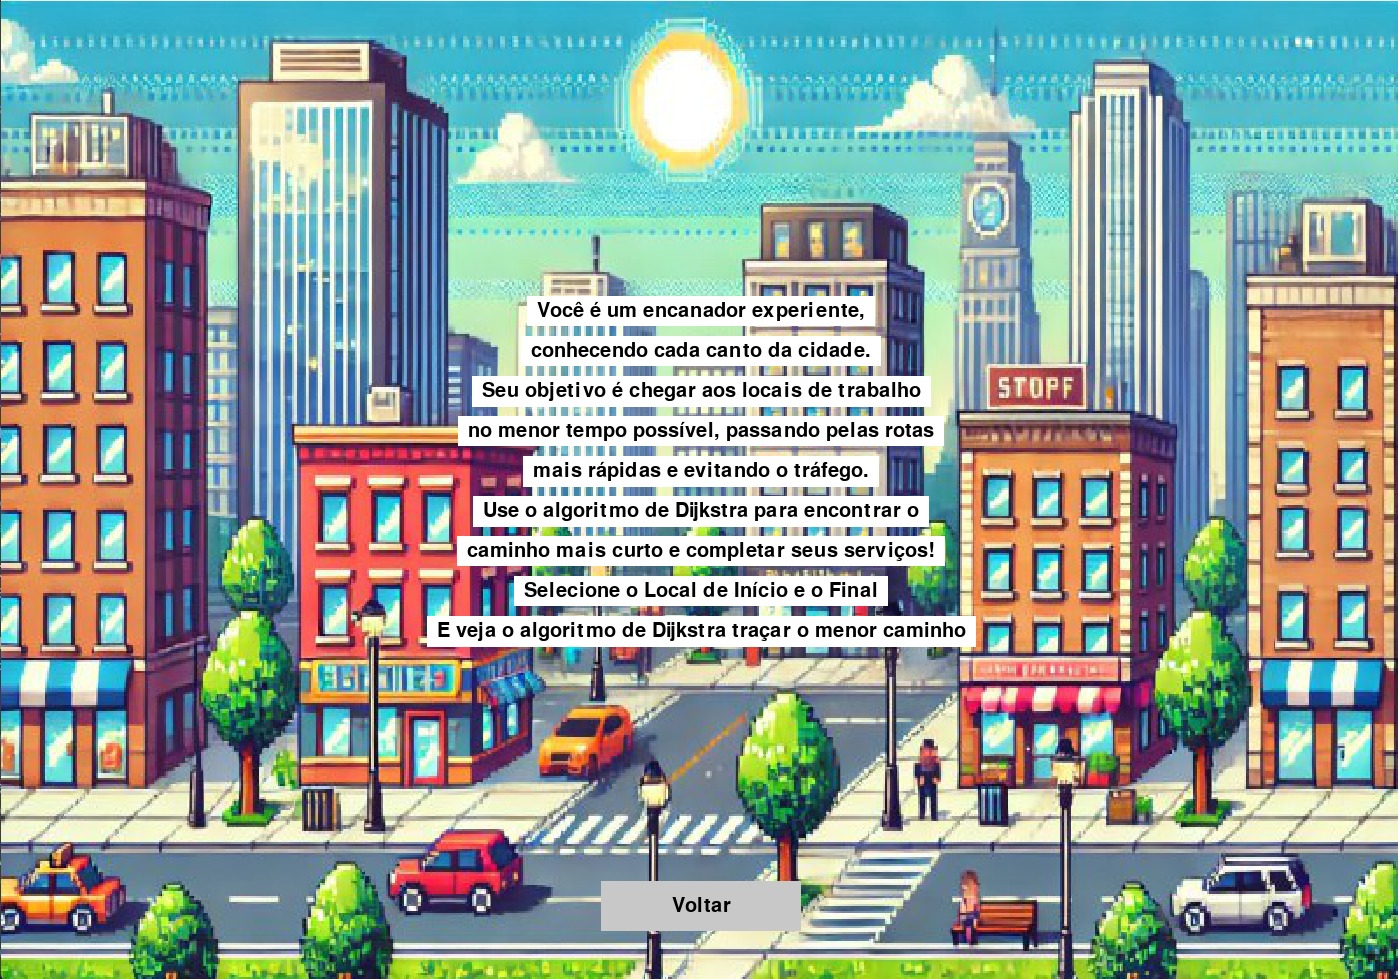 STOPF
Você é um encanador experiente,
conhecendo cada canto da cidade.
Seu objetivo é chegar aos locais de trabalho
no menor tempo possível, passando pelas rotas
mais rápidas e evitando o tráfego.
Use o algoritmo de Dijkstra para encontrar o
caminho mais curto e completar seus serviços!
Selecione o Local de Início e o Final
E veja o algoritmo de Dijkstra traçar o menor caminho
Voltar